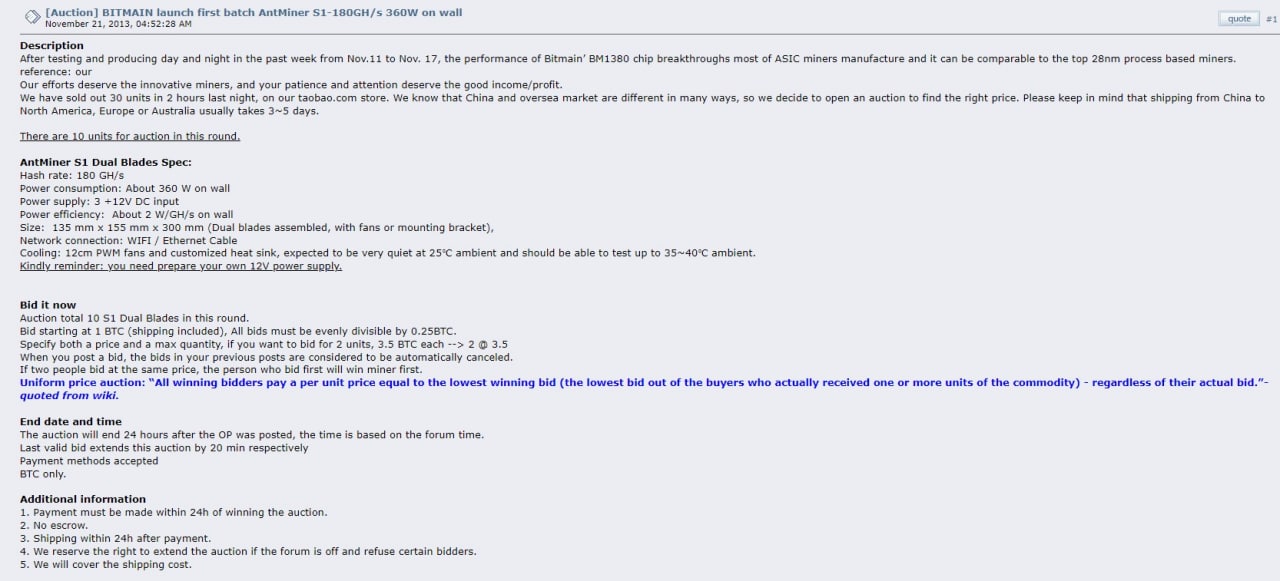 [Auction] BITMAIN launch first batch AntMiner S1-180GH/s 360W on wall
November 21, 2013, 04:52:28 AM
quote #1
Description
After testing and producing day and night in the past week from Nov.11 to Nov. 17, the performance of Bitmain’ BM1380 chip breakthroughs most of ASIC miners manufacture and it can be comparable to the top 28nm process based miners.
reference: our
Our efforts deserve the innovative miners, and your patience and attention deserve the good income/profit.
We have sold out 30 units in 2 hours last night, on our taobao.com store. We know that China and oversea market are different in many ways, so we decide to open an auction to find the right price. Please keep in mind that shipping from China to
North America, Europe or Australia usually takes 3~5 days.
There are 10 units for auction in this round.
AntMiner S1 Dual Blades Spec:
Hash rate: 180 GH/s
Power consumption: About 360 W on wall
Power supply: 3 +12V DC input
Power efficiency:  About 2 W/GH/s on wall
Size:  135 mm x 155 mm x 300 mm (Dual blades assembled, with fans or mounting bracket),
Network connection: WIFI / Ethernet Cable
Cooling: 12cm PWM fans and customized heat sink, expected to be very quiet at 25℃ ambient and should be able to test up to 35~40℃ ambient.
Kindly reminder: you need prepare your own 12V power supply.
Bid it now
Auction total 10 S1 Dual Blades in this round.
Bid starting at 1 BTC (shipping included), All bids must be evenly divisible by 0.25BTC.
Specify both a price and a max quantity, if you want to bid for 2 units, 3.5 BTC each --> 2 @ 3.5
When you post a bid, the bids in your previous posts are considered to be automatically canceled.
If two people bid at the same price, the person who bid first will win miner first.
Uniform price auction: “All winning bidders pay a per unit price equal to the lowest winning bid (the lowest bid out of the buyers who actually received one or more units of the commodity) - regardless of their actual bid.”-
quoted from wiki.
End date and time
The auction will end 24 hours after the OP was posted, the time is based on the forum time.
Last valid bid extends this auction by 20 min respectively
Payment methods accepted
BTC only.
Additional information
1. Payment must be made within 24h of winning the auction.
2. No escrow.
3. Shipping within 24h after payment.
4. We reserve the right to extend the auction if the forum is off and refuse certain bidders.
5. We will cover the shipping cost.